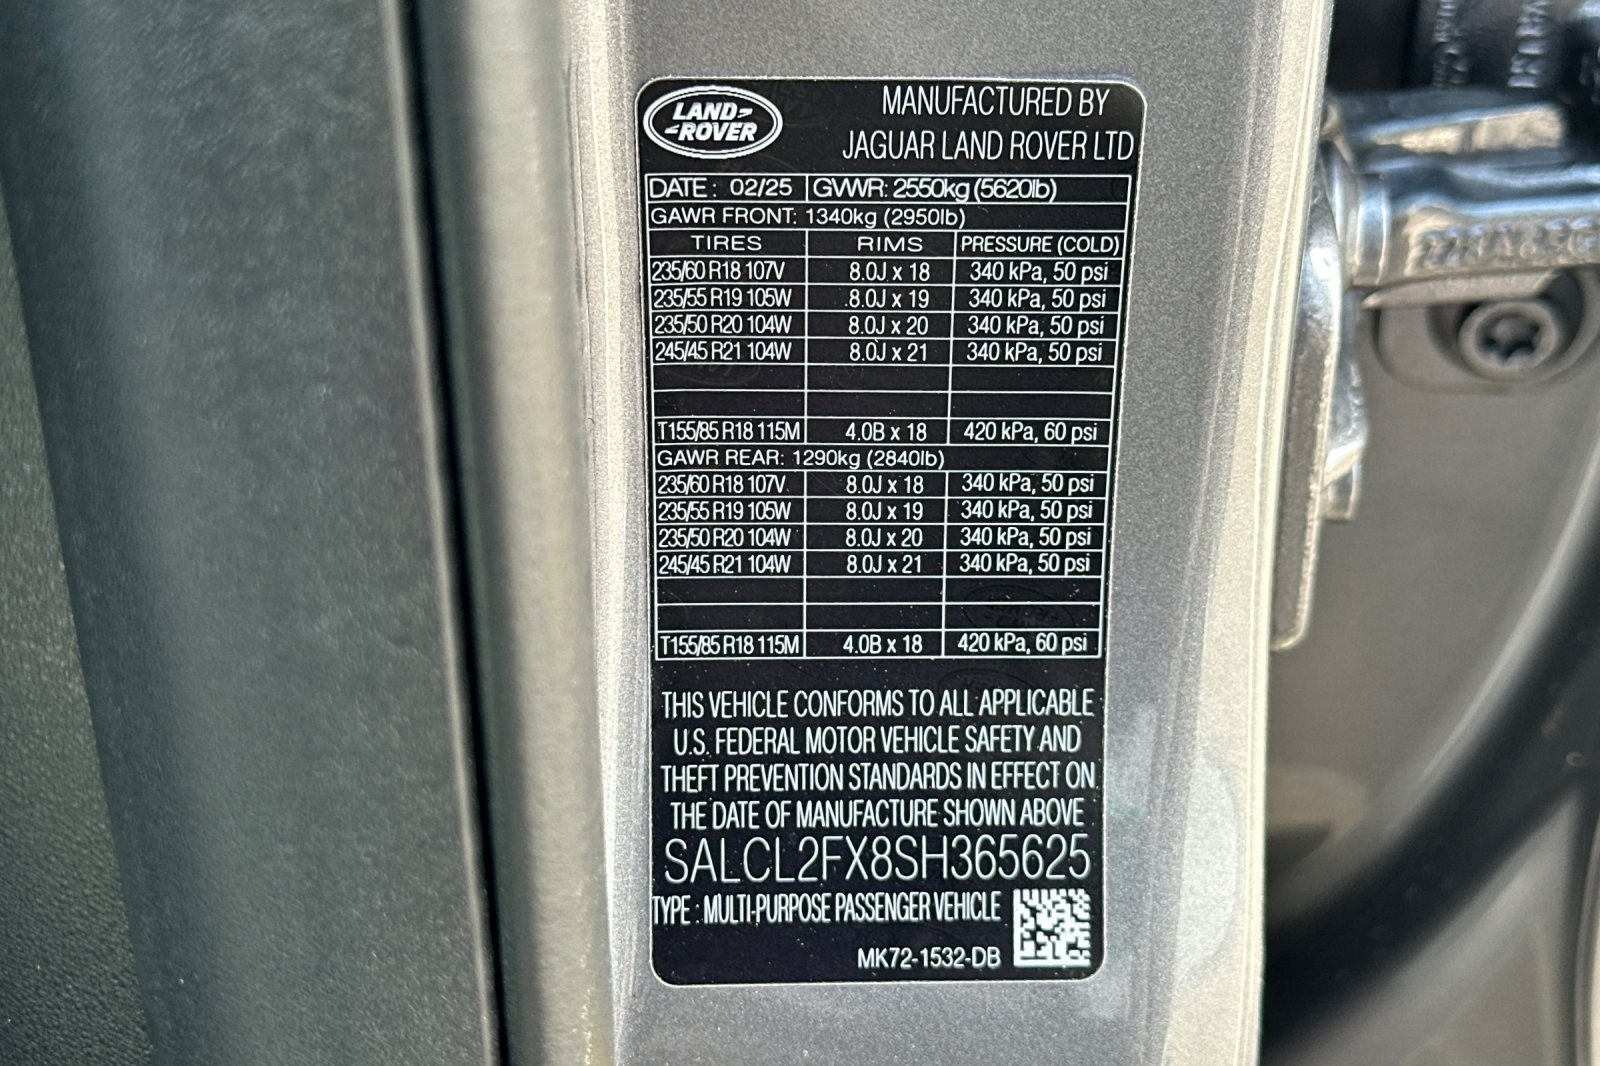 LAND ROVER
MANUFACTURED BY
JAGUAR LAND ROVER LTD
DATE : 02/25 GVWR: 2550kg (5620lb)
GAWR FRONT: 1340kg (2950lb)
TIRES RIMS PRESSURE (COLD)
235/60 R18 107V 8.0J x 18 340 kPa, 50 psi
235/55 R19 105W 8.0J x 19 340 kPa, 50 psi
235/50 R20 104W 8.0J x 20 340 kPa, 50 psi
245/45 R21 104W 8.0J x 21 340 kPa, 50 psi
T155/85 R18 115M 4.0B x 18 420 kPa, 60 psi
GAWR REAR: 1290kg (2840lb)
235/60 R18 107V 8.0J x 18 340 kPa, 50 psi
235/55 R19 105W 8.0J x 19 340 kPa, 50 psi
235/50 R20 104W 8.0J x 20 340 kPa, 50 psi
245/45 R21 104W 8.0J x 21 340 kPa, 50 psi
T155/85 R18 115M 4.0B x 18 420 kPa, 60 psi
THIS VEHICLE CONFORMS TO ALL APPLICABLE
U.S. FEDERAL MOTOR VEHICLE SAFETY AND
THEFT PREVENTION STANDARDS IN EFFECT ON
THE DATE OF MANUFACTURE SHOWN ABOVE
SALCL2FX8SH365625
TYPE : MULTI-PURPOSE PASSENGER VEHICLE
MK72-1532-DB